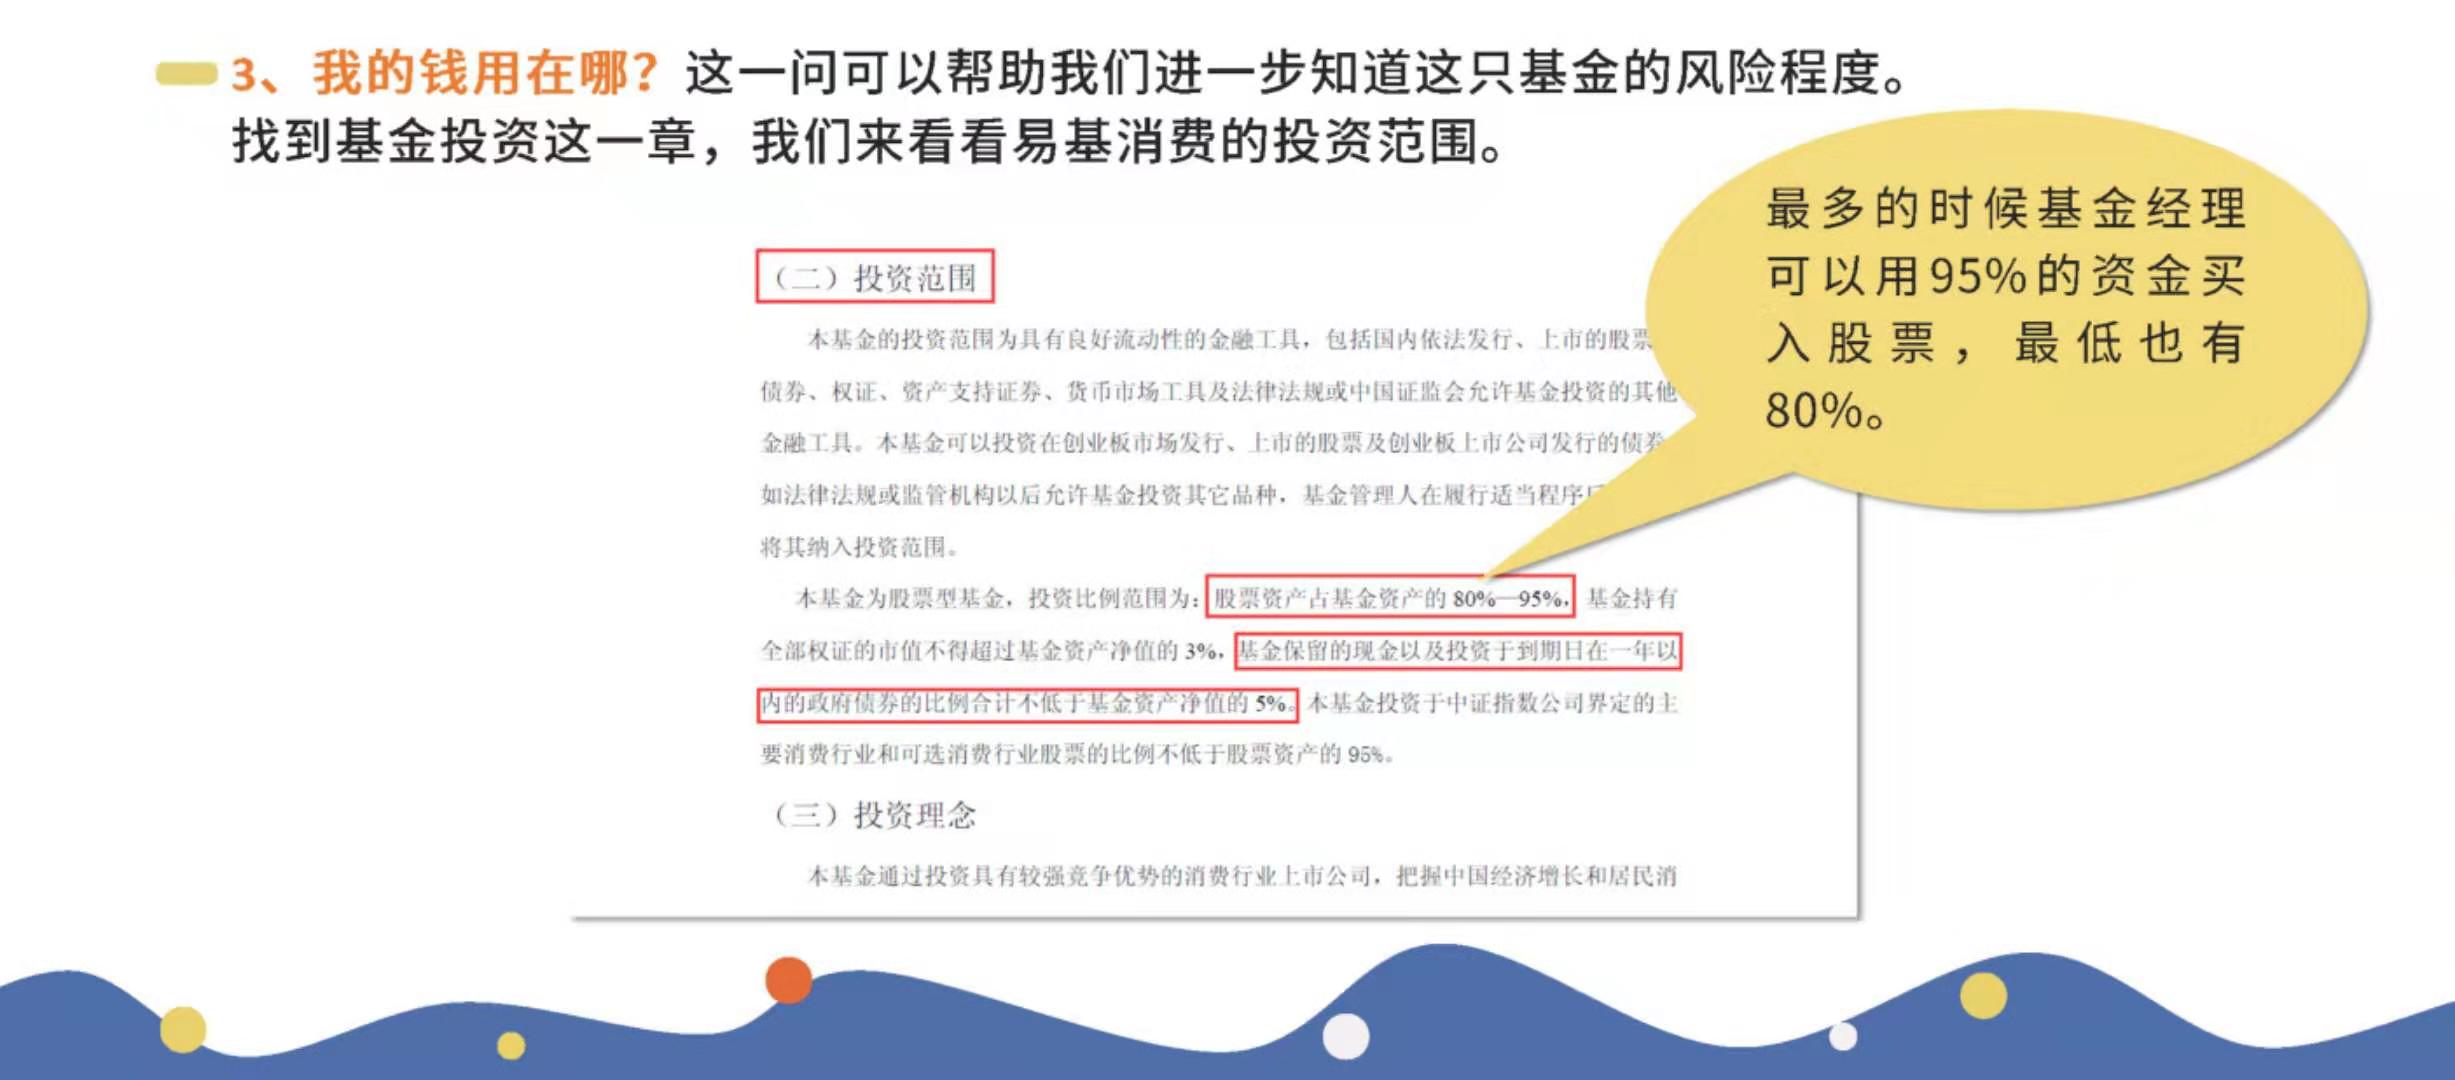 3、我的钱用在哪？这一问可以帮助我们进一步知道这只基金的风险程度。
找到基金投资这一章，我们来看看易基消费的投资范围。
最多的时候基金经理
可以用95%的资金买
入股票，最低也有
80%。
（二）投资范围
本基金的投资范围为具有良好流动性的金融工具，包括国内依法发行、上市的股票
债券、权证、资产支持证券、货币市场工具及法律法规或中国证监会允许基金投资的其他
金融工具。本基金可以投资在创业板市场发行、上市的股票及创业板上市公司发行的债券
如法律法规或监管机构以后允许基金投资其它品种，基金管理人在履行适当程序
将其纳入投资范围。
本基金为股票型基金，投资比例范围为：股票资产占基金资产的 80%—95%，基金持有
全部权证的市值不得超过基金资产净值的 3%，基金保留的现金以及投资于到期日在一年以
内的政府债券的比例合计不低于基金资产净值的 5%。本基金投资于中证指数公司界定的主
要消费行业和可选消费行业股票的比例不低于股票资产的 95%。
（三）投资理念
本基金通过投资具有较强竞争优势的消费行业上市公司，把握中国经济增长和居民消